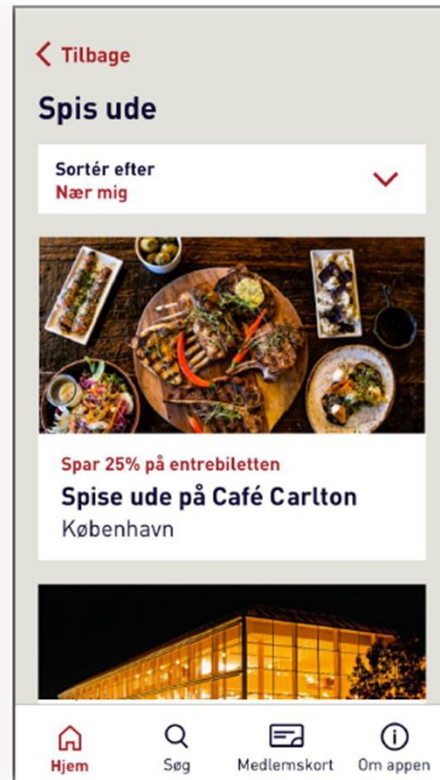 Tilbage
Spis ude
Sortér efter
Nær mig
Spar 25% på entrebiletten
Spise ude på Café Carlton
København
Hjem
Søg
Medlemskort
Om appen